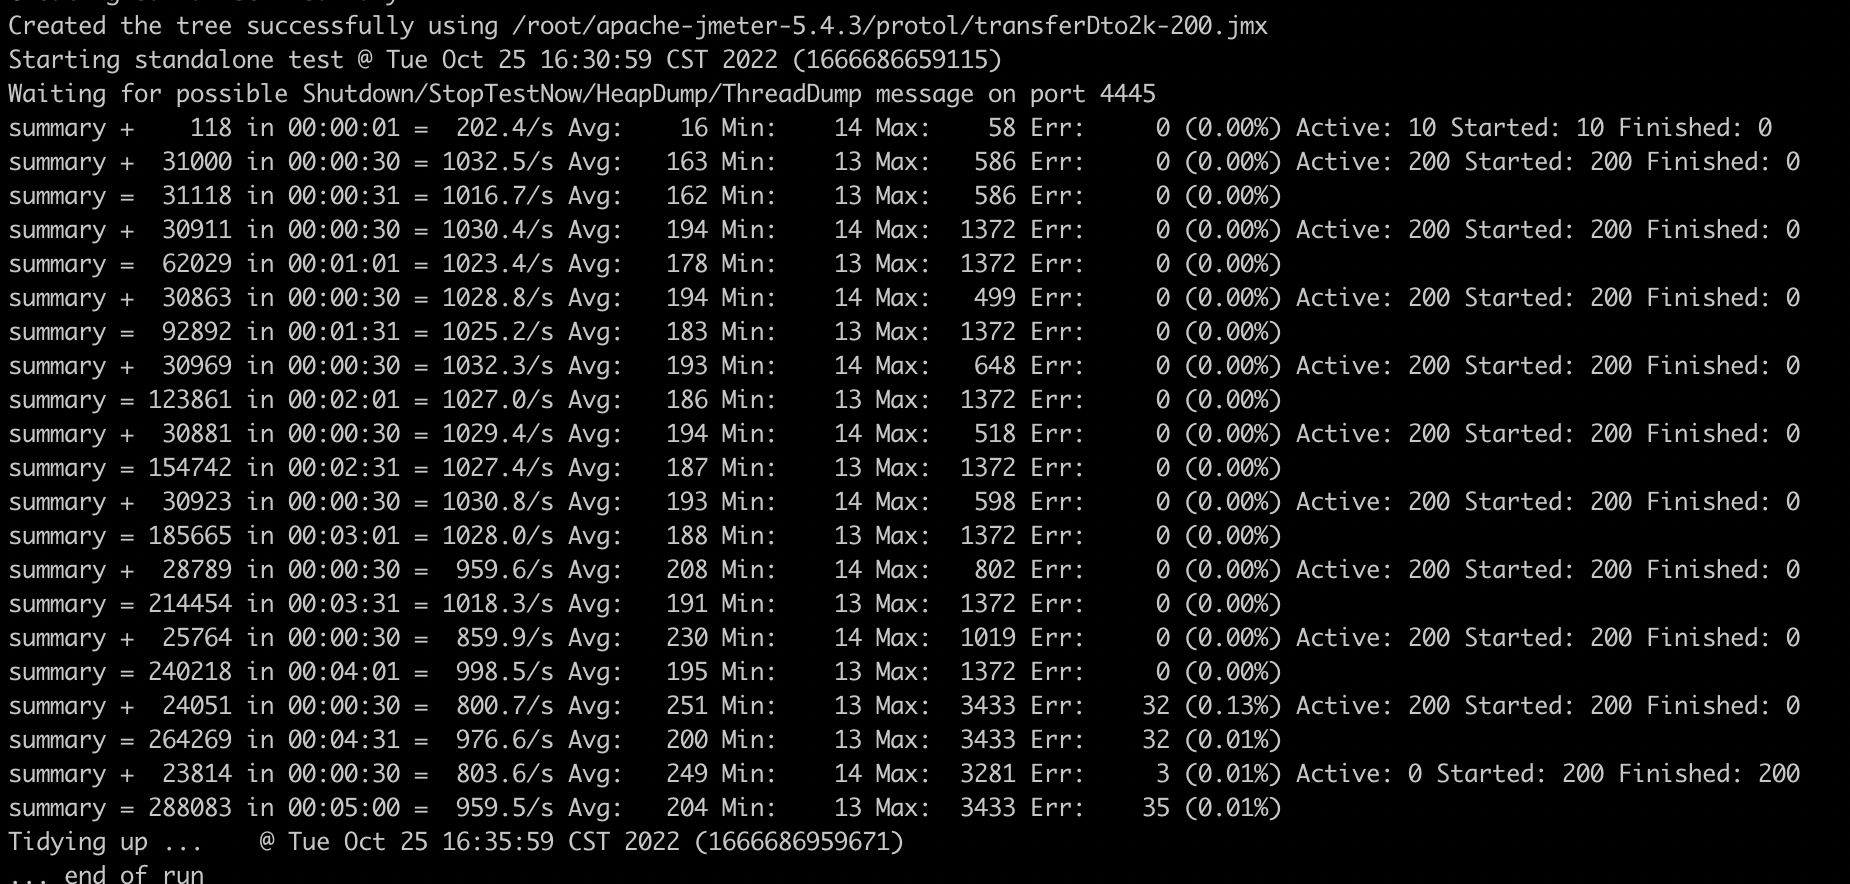 Created the tree successfully using /root/apache-jmeter-5.4.3/protol/transferDto2k-200.jmx
Starting standalone test @ Tue Oct 25 16:30:59 CST 2022 (1666686659115)
Waiting for possible Shutdown/StopTestNow/HeapDump/ThreadDump message on port 4445
summary +    118 in 00:00:01 =  202.4/s Avg:    16 Min:    14 Max:    58 Err:     0 (0.00%) Active: 10 Started: 10 Finished: 0
summary +  31000 in 00:00:30 = 1032.5/s Avg:   163 Min:    13 Max:   586 Err:     0 (0.00%) Active: 200 Started: 200 Finished: 0
summary =  31118 in 00:00:31 = 1016.7/s Avg:   162 Min:    13 Max:   586 Err:     0 (0.00%)
summary +  30911 in 00:00:30 = 1030.4/s Avg:   194 Min:    14 Max:  1372 Err:     0 (0.00%) Active: 200 Started: 200 Finished: 0
summary =  62029 in 00:01:01 = 1023.4/s Avg:   178 Min:    13 Max:  1372 Err:     0 (0.00%)
summary +  30863 in 00:00:30 = 1028.8/s Avg:   194 Min:    14 Max:   499 Err:     0 (0.00%) Active: 200 Started: 200 Finished: 0
summary =  92892 in 00:01:31 = 1025.2/s Avg:   183 Min:    13 Max:  1372 Err:     0 (0.00%)
summary +  30969 in 00:00:30 = 1032.3/s Avg:   193 Min:    14 Max:   648 Err:     0 (0.00%) Active: 200 Started: 200 Finished: 0
summary = 123861 in 00:02:01 = 1027.0/s Avg:   186 Min:    13 Max:  1372 Err:     0 (0.00%)
summary +  30881 in 00:00:30 = 1029.4/s Avg:   194 Min:    14 Max:   518 Err:     0 (0.00%) Active: 200 Started: 200 Finished: 0
summary = 154742 in 00:02:31 = 1027.4/s Avg:   187 Min:    13 Max:  1372 Err:     0 (0.00%)
summary +  30923 in 00:00:30 = 1030.8/s Avg:   193 Min:    14 Max:   598 Err:     0 (0.00%) Active: 200 Started: 200 Finished: 0
summary = 185665 in 00:03:01 = 1028.0/s Avg:   188 Min:    13 Max:  1372 Err:     0 (0.00%)
summary +  28789 in 00:00:30 =  959.6/s Avg:   208 Min:    14 Max:   802 Err:     0 (0.00%) Active: 200 Started: 200 Finished: 0
summary = 214454 in 00:03:31 = 1018.3/s Avg:   191 Min:    13 Max:  1372 Err:     0 (0.00%)
summary +  25764 in 00:00:30 =  859.9/s Avg:   230 Min:    14 Max:  1019 Err:     0 (0.00%) Active: 200 Started: 200 Finished: 0
summary = 240218 in 00:04:01 =  998.5/s Avg:   195 Min:    13 Max:  1372 Err:     0 (0.00%)
summary +  24051 in 00:00:30 =  800.7/s Avg:   251 Min:    13 Max:  3433 Err:    32 (0.13%) Active: 200 Started: 200 Finished: 0
summary = 264269 in 00:04:31 =  976.6/s Avg:   200 Min:    13 Max:  3433 Err:    32 (0.01%)
summary +  23814 in 00:00:30 =  803.6/s Avg:   249 Min:    14 Max:  3281 Err:     3 (0.01%) Active: 0 Started: 200 Finished: 200
summary = 288083 in 00:05:00 =  959.5/s Avg:   204 Min:    13 Max:  3433 Err:    35 (0.01%)
Tidying up ...    @ Tue Oct 25 16:35:59 CST 2022 (1666686959671)
... end of run